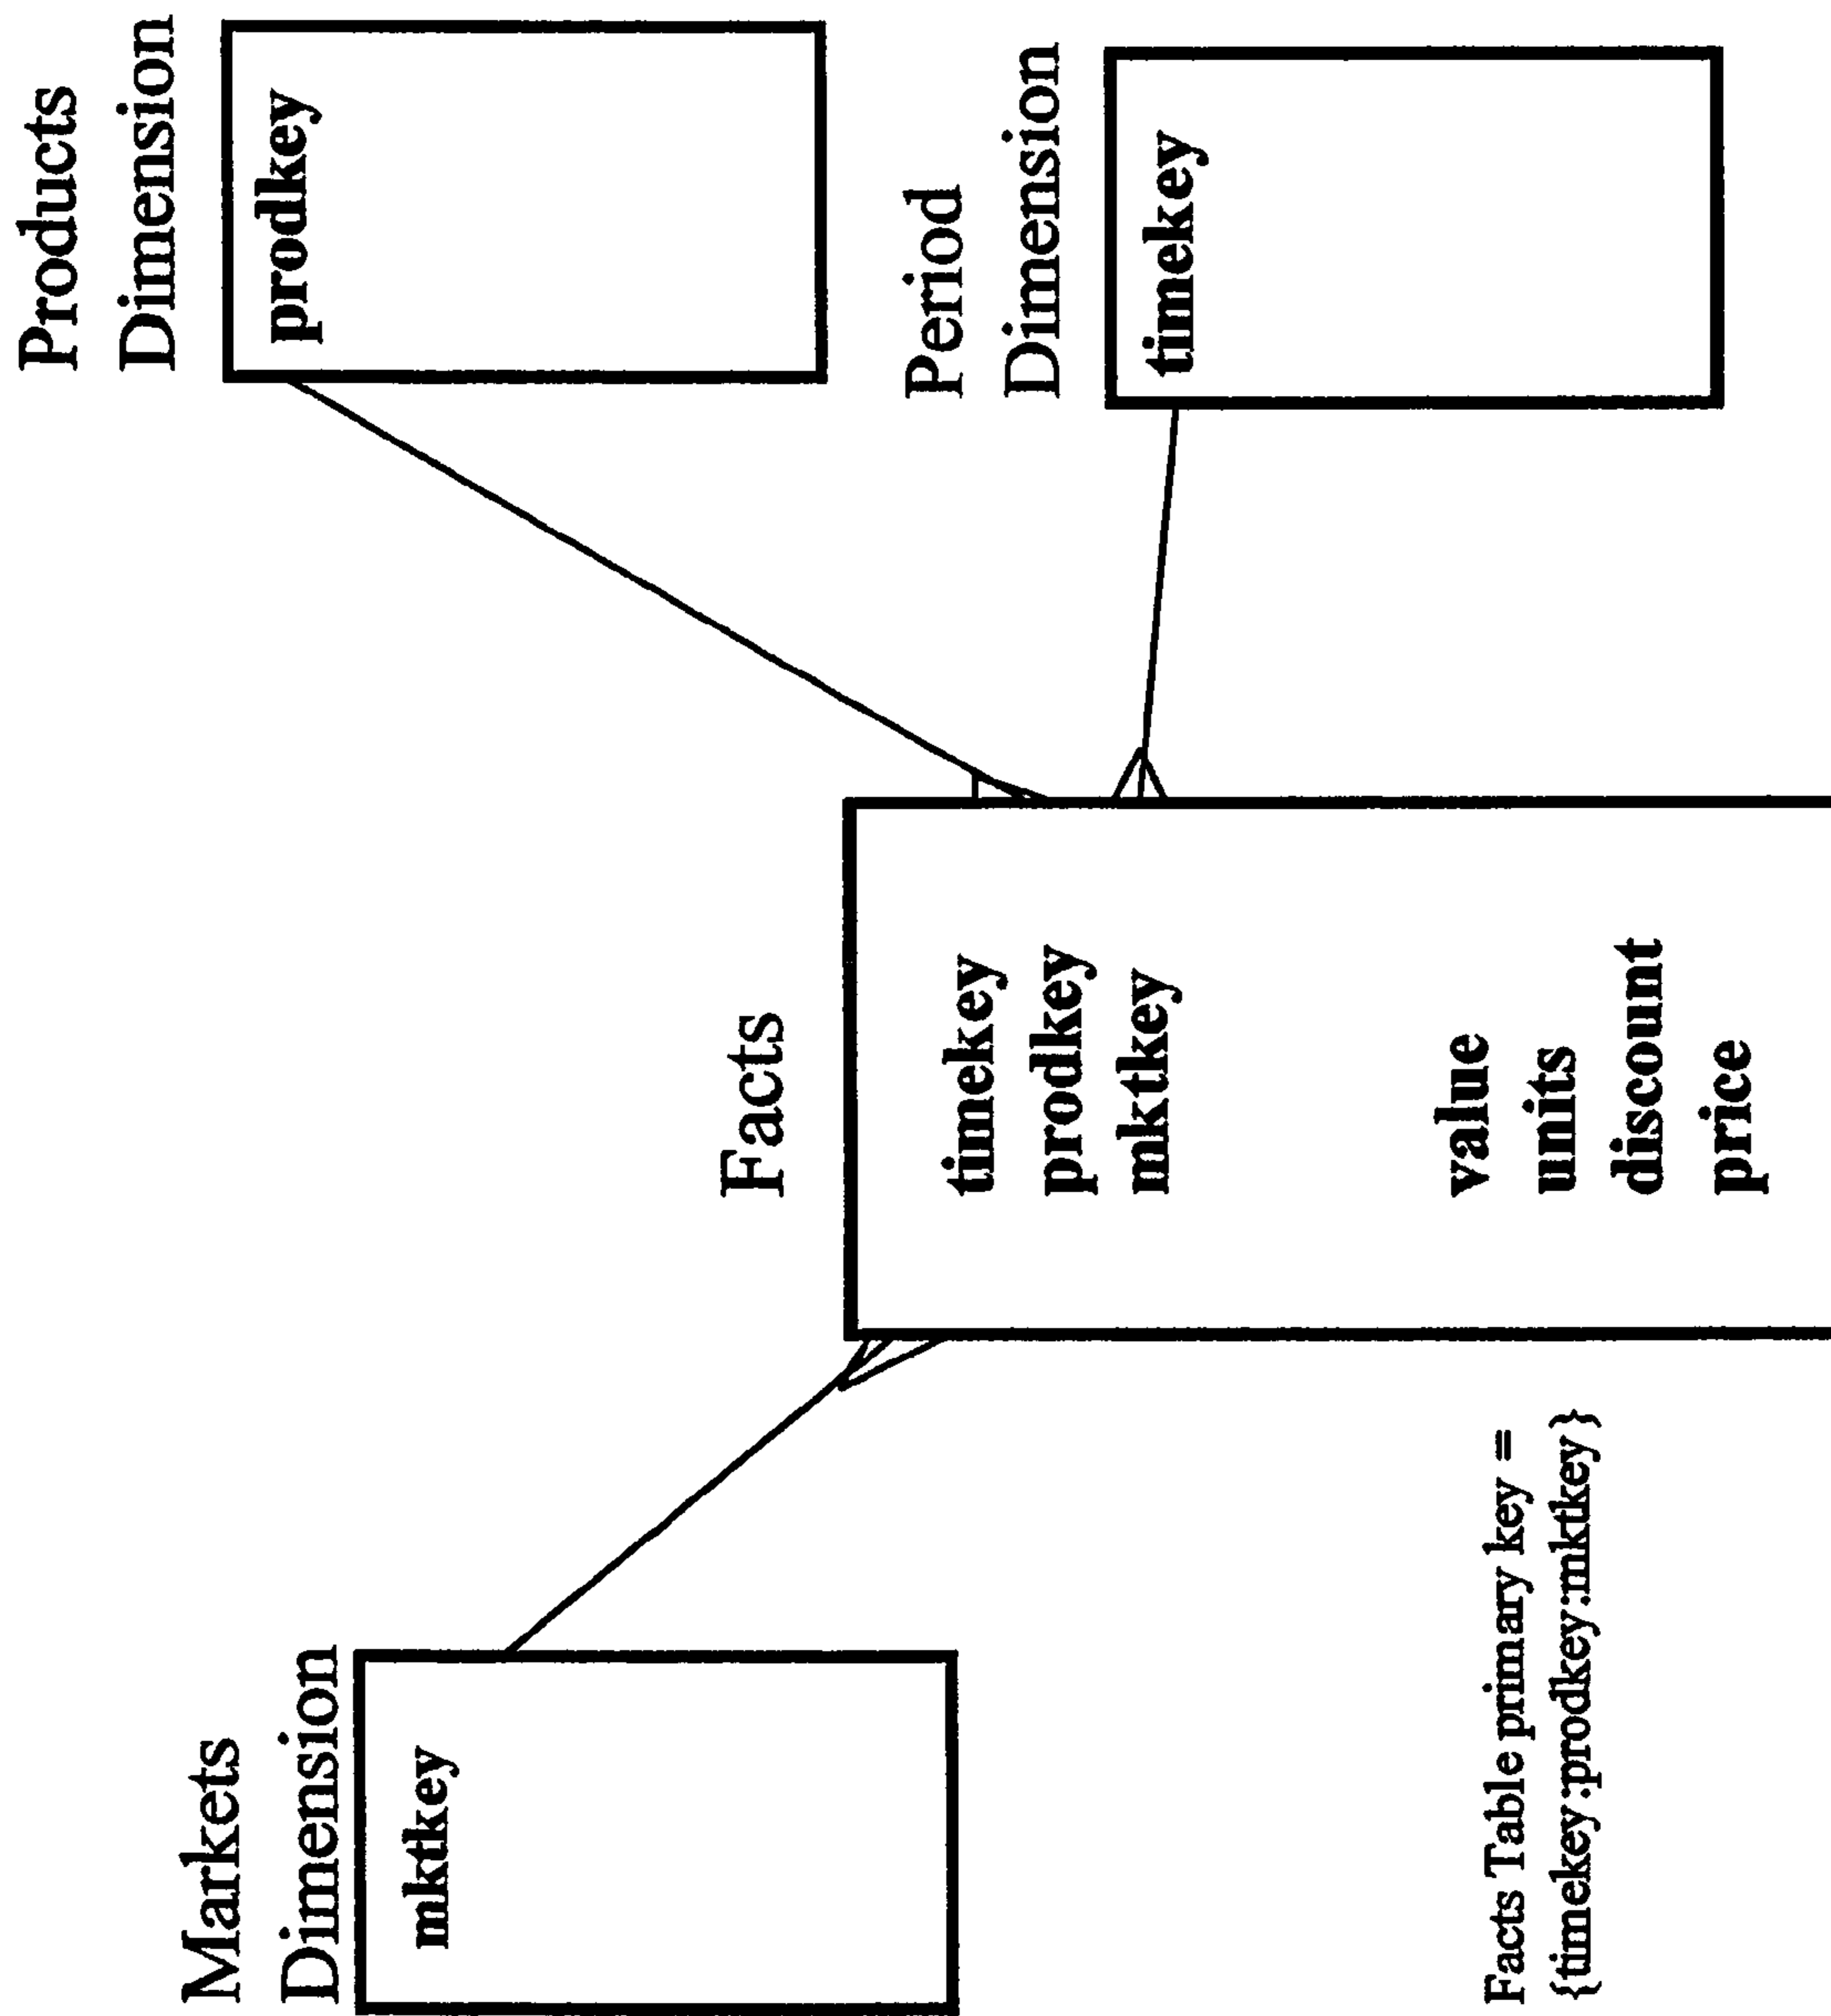 Markets
Dimension
mktkey
Facts
timekey
prodkey
mktkey
value
units
discount
price
Products
Dimension
prodkey
Period
Dimension
timekey
Facts Table primary key =
{timekey:prodkey:mktkey}